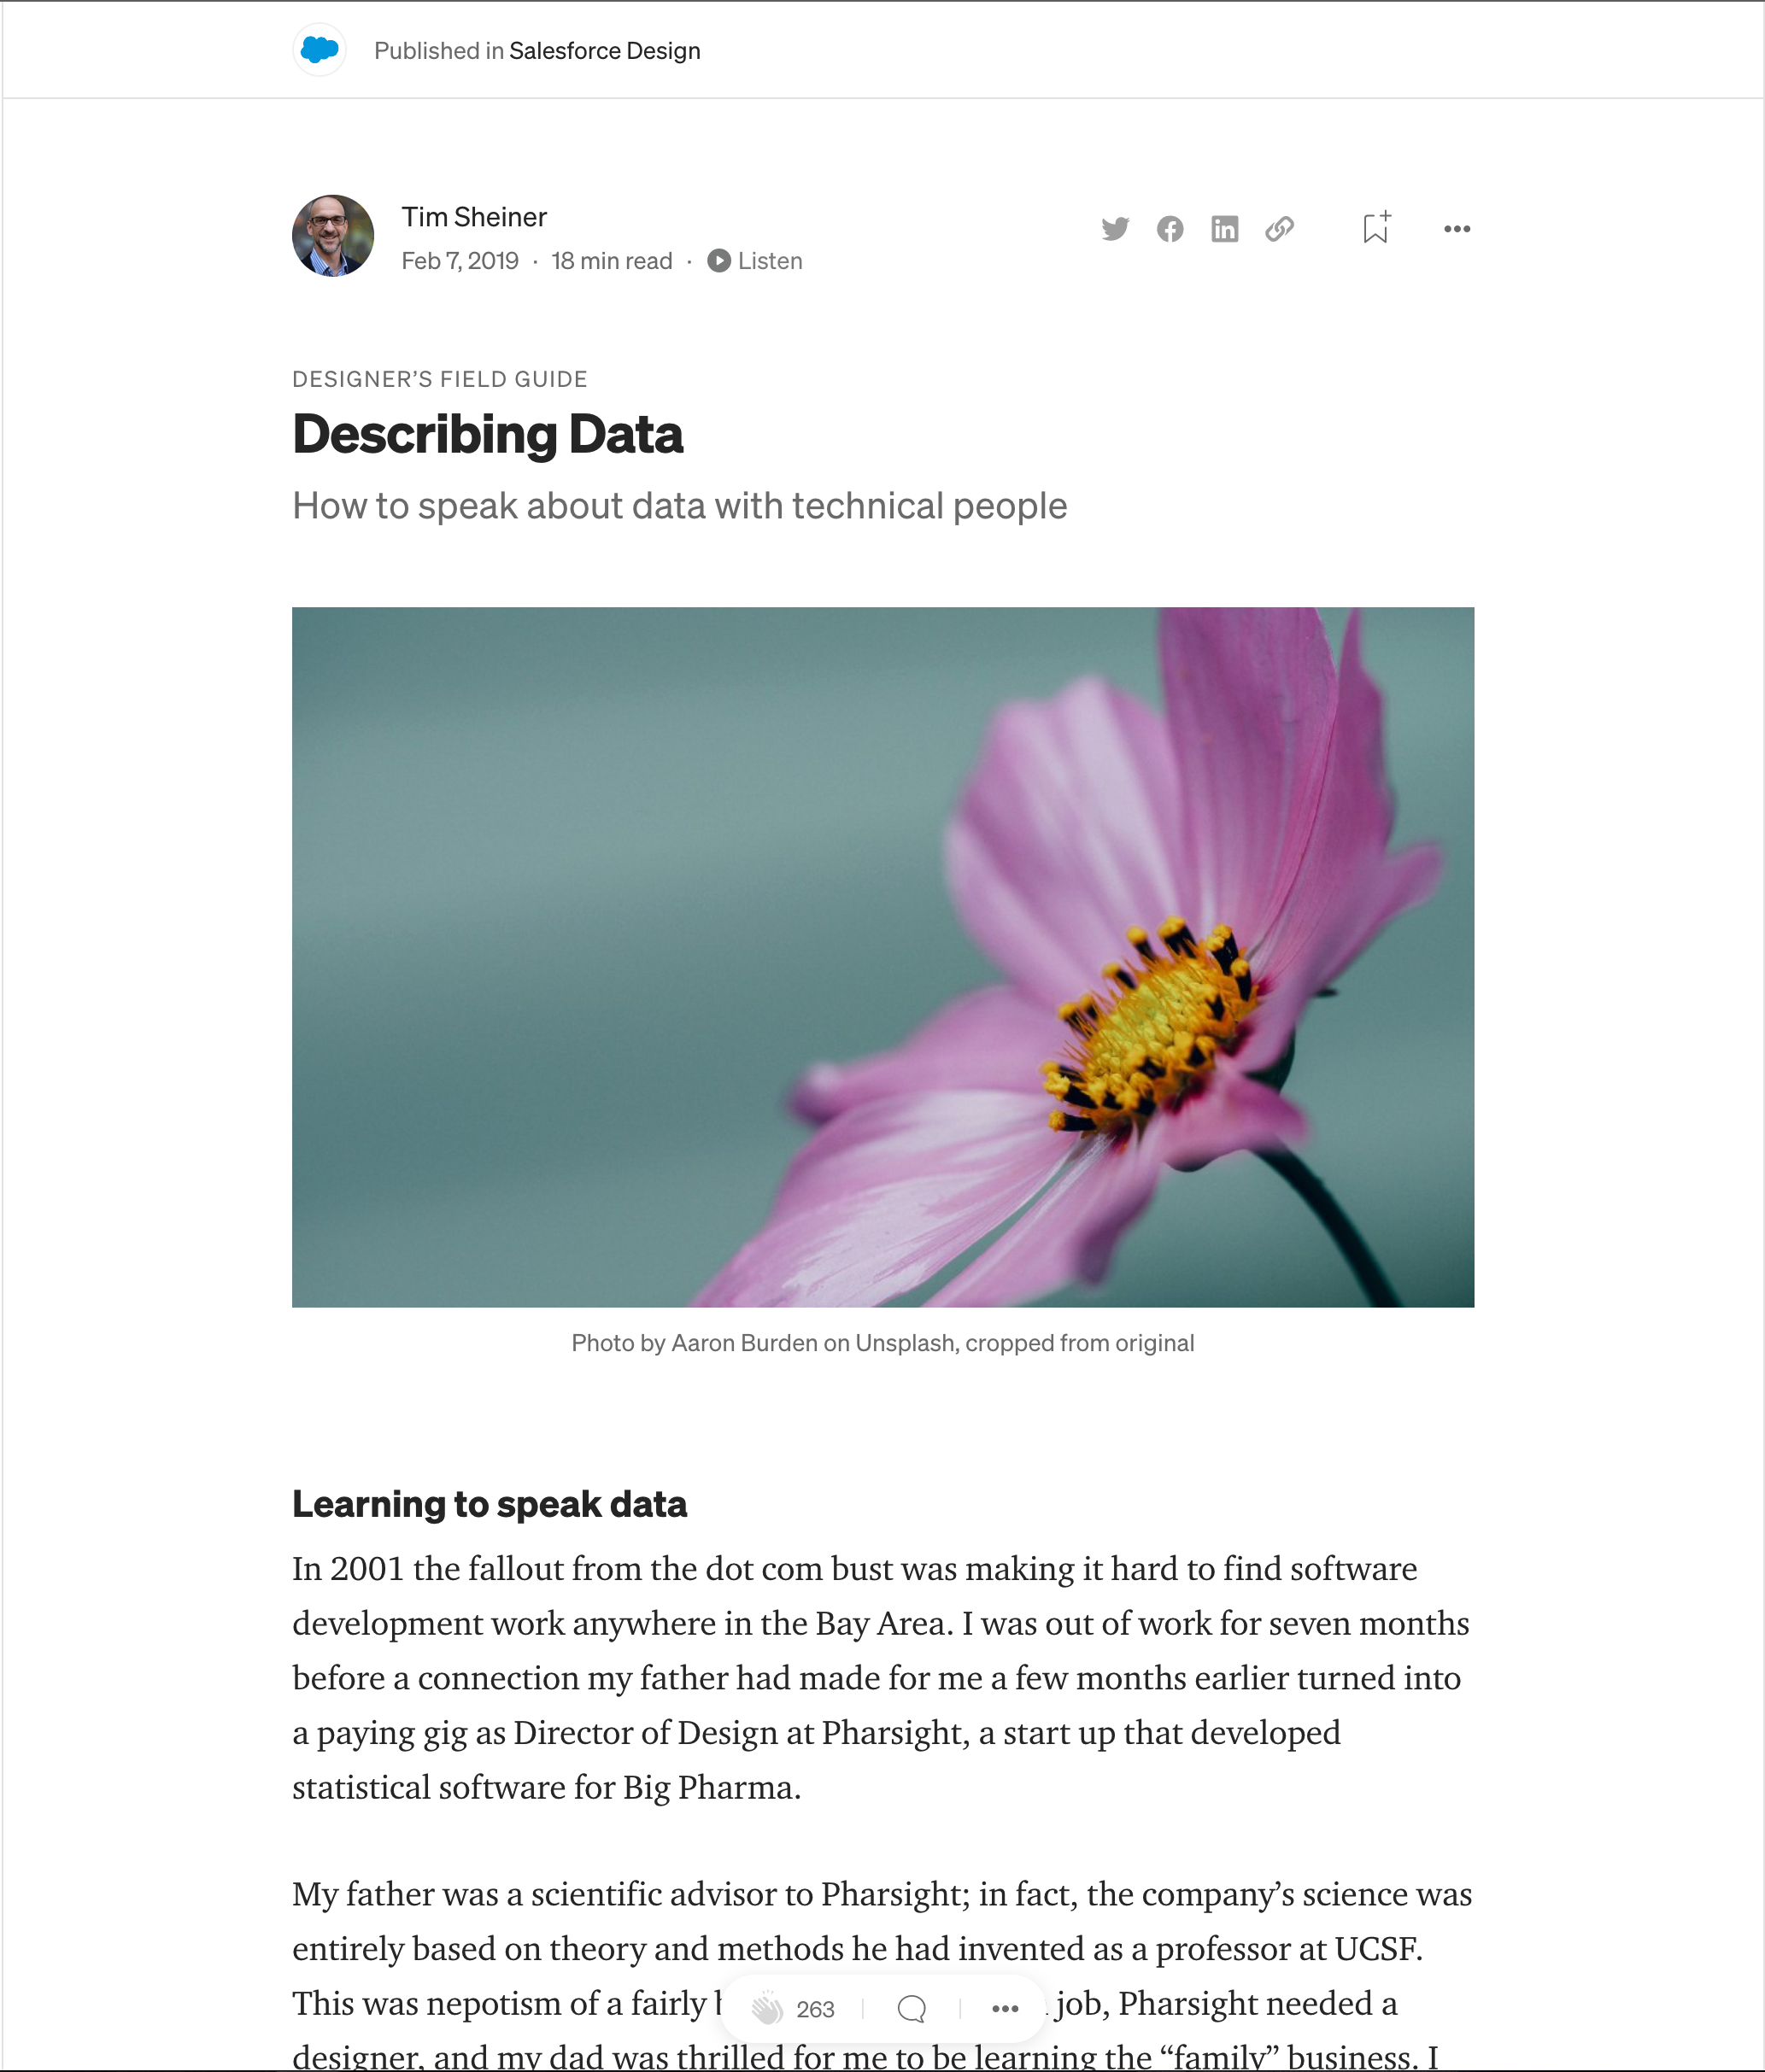 Published in Salesforce Design
Tim Sheiner
Feb 7, 2019 · 18 min read · Listen
DESIGNER’S FIELD GUIDE
Describing Data
How to speak about data with technical people
Photo by Aaron Burden on Unsplash, cropped from original
Learning to speak data
In 2001 the fallout from the dot com bust was making it hard to find software
development work anywhere in the Bay Area. I was out of work for seven months
before a connection my father had made for me a few months earlier turned into
a paying gig as Director of Design at Pharsight, a start up that developed
statistical software for Big Pharma.
My father was a scientific advisor to Pharsight; in fact, the company’s science was
entirely based on theory and methods he had invented as a professor at UCSF.
This was nepotism of a fairly job, Pharsight needed a
263
designer, and my dad was thrilled for me to be learning the “family” business. I